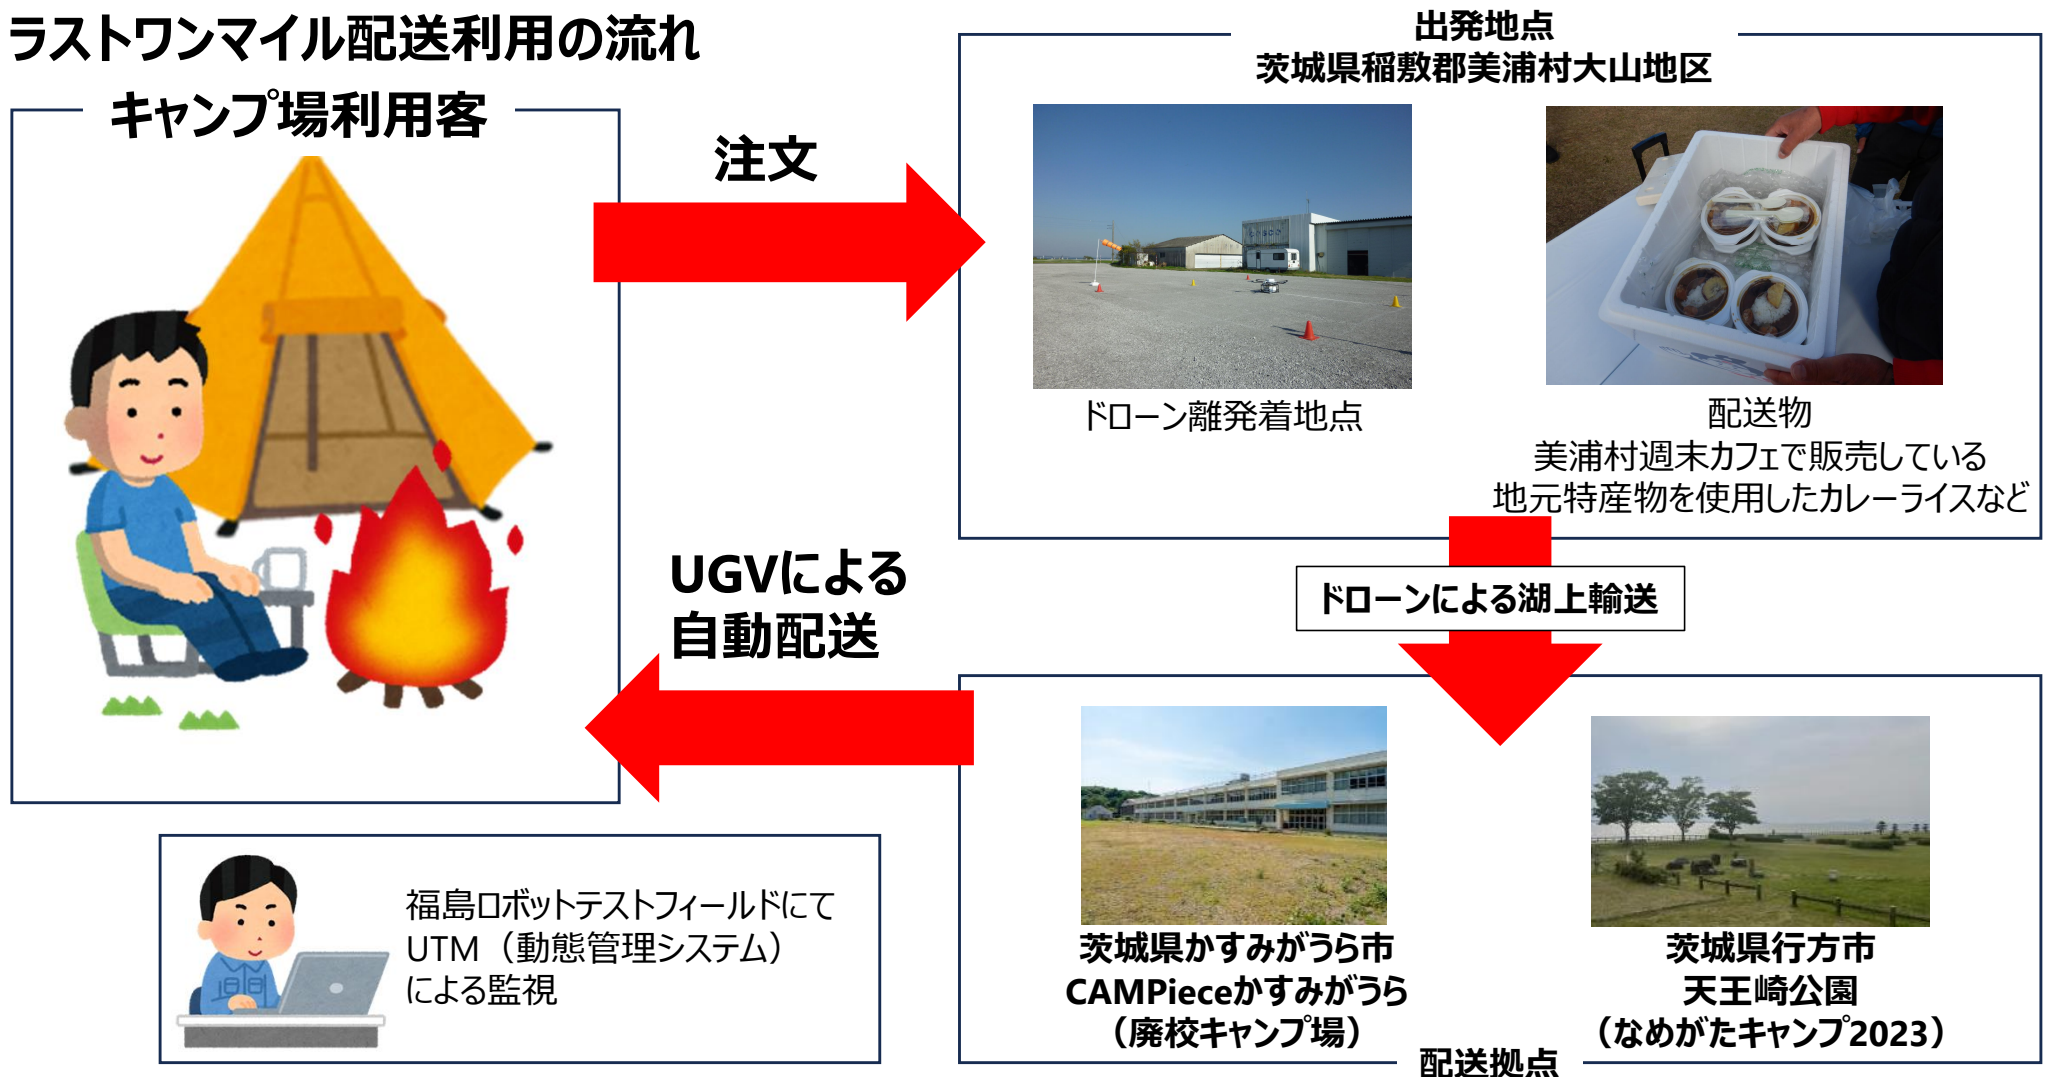 ラストワンマイル配送利用の流れ
キャンプ場利用客
注文
出発地点
茨城県稲敷郡美浦村大山地区
ドローン離発着地点
配送物
美浦村週末カフェで販売している
地元特産物を使用したカレーライスなど
ドローンによる湖上輸送
UGVによる
自動配送
茨城県かすみがうら市
CAMPieceかすみがうら
（廃校キャンプ場）
茨城県行方市
天王崎公園
（なめがたキャンプ2023）
配送拠点
福島ロボットテストフィールドにて
UTM（動態管理システム）
による監視